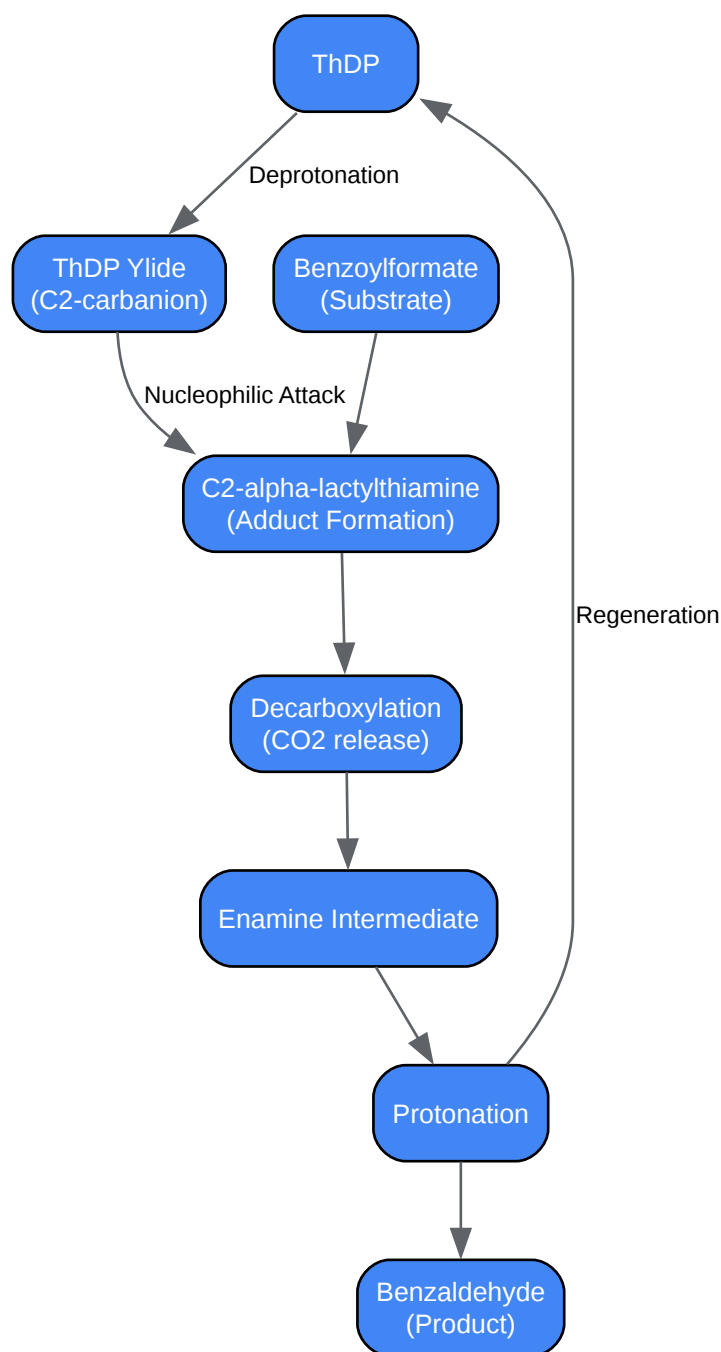 ThDP
Deprotonation
ThDP Ylide
(C2-carbanion)
Benzoylformate
(Substrate)
Nucleophilic Attack
C2-alpha-lactylthiamine
(Adduct Formation)
Regeneration
Decarboxylation
(CO2 release)
Enamine Intermediate
Protonation
Benzaldehyde
(Product)